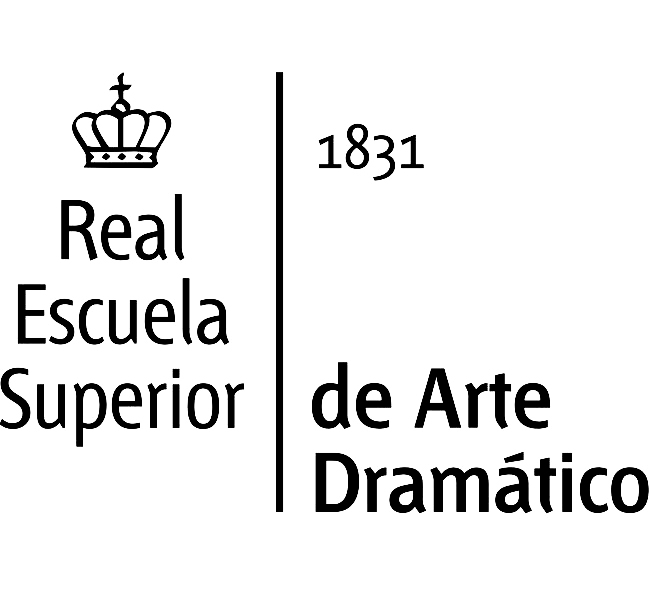 Real
Escuela
Superior
1831
de Arte
Dramático